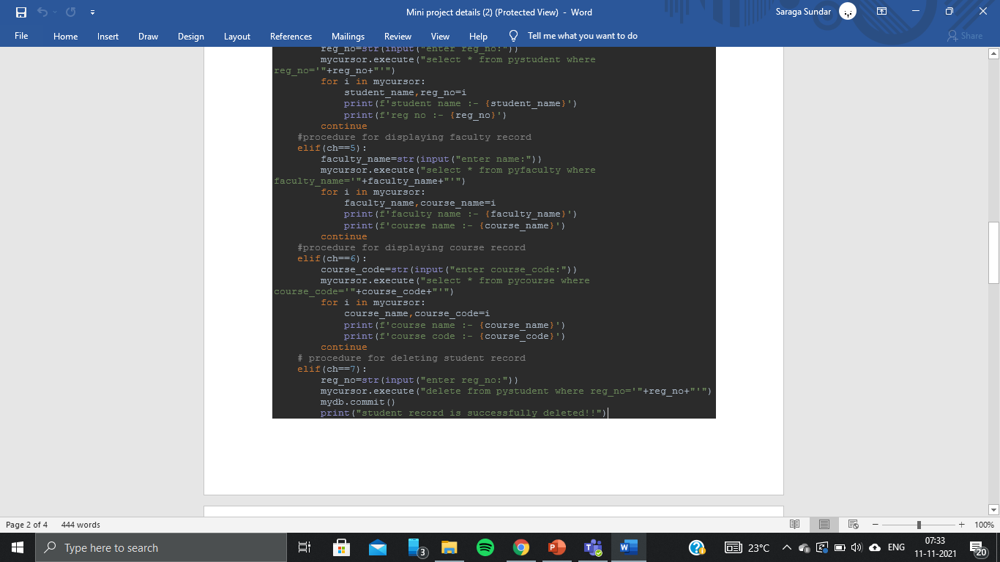 Mini project details (2) (Protected View) - Word
Saraga Sundar
File Home Insert Draw Design Layout References Mailings Review View Help Tell me what you want to do Share
reg_no=str(input("enter reg_no:"))
mycursor.execute("select * from pystudent where
reg_no='"+reg_no+"'")
for i in mycursor:
student_name,reg_no=i
print(f'student name :- {student_name}')
print(f'reg no :- {reg_no}')
continue
#procedure for displaying faculty record
elif(ch==5):
faculty_name=str(input("enter name:"))
mycursor.execute("select * from pyfaculty where
faculty_name='"+faculty_name+"'")
for i in mycursor:
faculty_name,course_name=i
print(f'faculty name :- {faculty_name}')
print(f'course name :- {course_name}')
continue
#procedure for displaying course record
elif(ch==6):
course_code=str(input("enter course_code:"))
mycursor.execute("select * from pycourse where
course_code='"+course_code+"'")
for i in mycursor:
course_name,course_code=i
print(f'course name :- {course_name}')
print(f'course code :- {course_code}')
continue
# procedure for deleting student record
elif(ch==7):
reg_no=str(input("enter reg_no:"))
mycursor.execute("delete from pystudent where reg_no='"+reg_no+"'")
mydb.commit()
print("student record is successfully deleted!!")
Page 2 of 4 444 words 100%
Type here to search 3 23°C ENG 07:33 20
11-11-2021